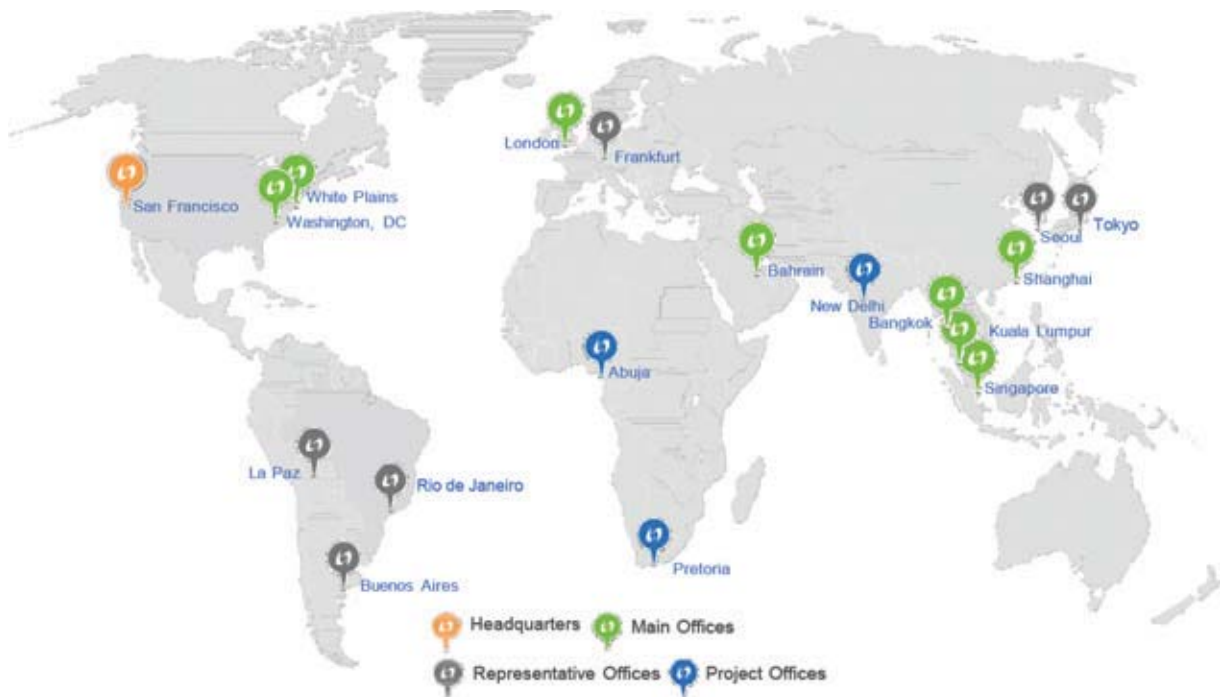 London
Frankfurt
San Francisco
White Plains
Washington, DC
Seoul
Tokyo
Bahrain
Shanghai
New Delhi
Bangkok
Kuala Lumpur
Abuja
Singapore
La Paz
Rio de Janeiro
Pretoria
Buenos Aires
Headquarters
Main Offices
Representative Offices
Project Offices